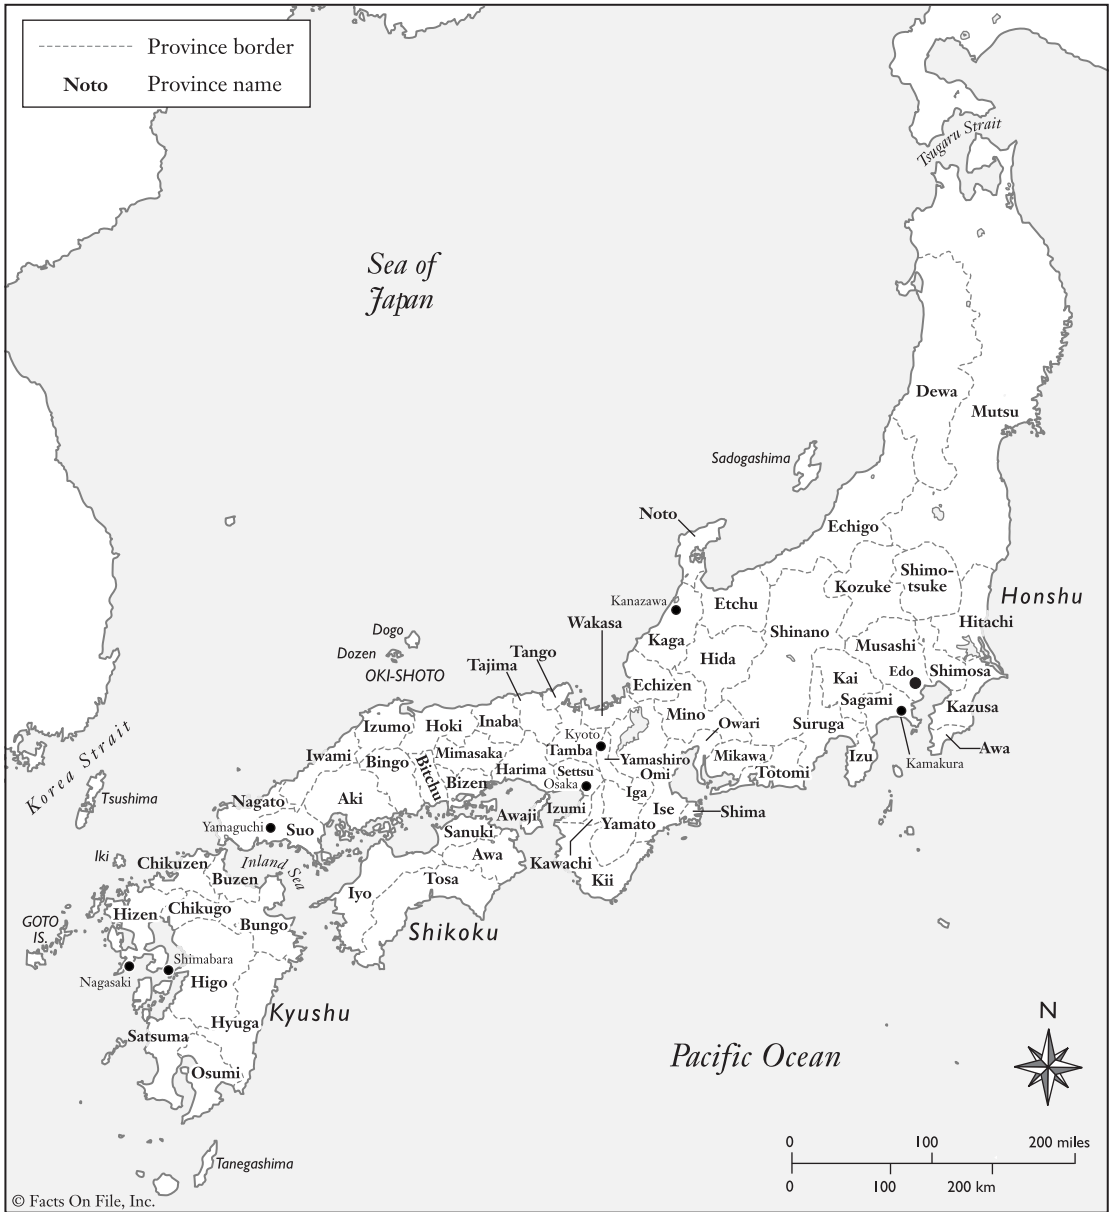 Province border
Noto Province name
Tsugaru Strait
Sea of
Japan
Dewa
Mutsu
Sadogashima
Noto
Echigo
Shimo-
tsuke
Kozuke
Honshu
Kanazawa
Etchu
Hitachi
Wakasa
Shinano
Dogo
Kaga
Musashi
Dozen
Tango
Hida
Tajima
OKI-SHOTO
Edo
Shimosa
Kai
Echizen
Sagami
Kazusa
Mino
Owari
Suruga
Izumo
Hoki
Inaba
Kyoto
Tamba
Awa
Iwami
Mimasaka
Yamashiro
Mikawa
Izu
Kamakura
Bingo
Bitchu
Harima
Settsu
Omi
Totomi
Korea Strait
Bizen
Osaka
Iga
Tsushima
Nagato
Aki
Awaji
Izumi
Ise
Shima
Yamaguchi
Suo
Sanuki
Yamato
Iki
Chikuzen
Inland Sea
Awa
Kawachi
Buzen
Tosa
Kii
Iyo
Hizen
Chikugo
GOTO
IS.
Bungo
Shikoku
Shimabara
Nagasaki
Higo
Kyushu
N
Hyuga
Satsuma
Pacific Ocean
Osumi
0 100 200 miles
Tanegashima
0 100 200 km
© Facts On File, Inc.